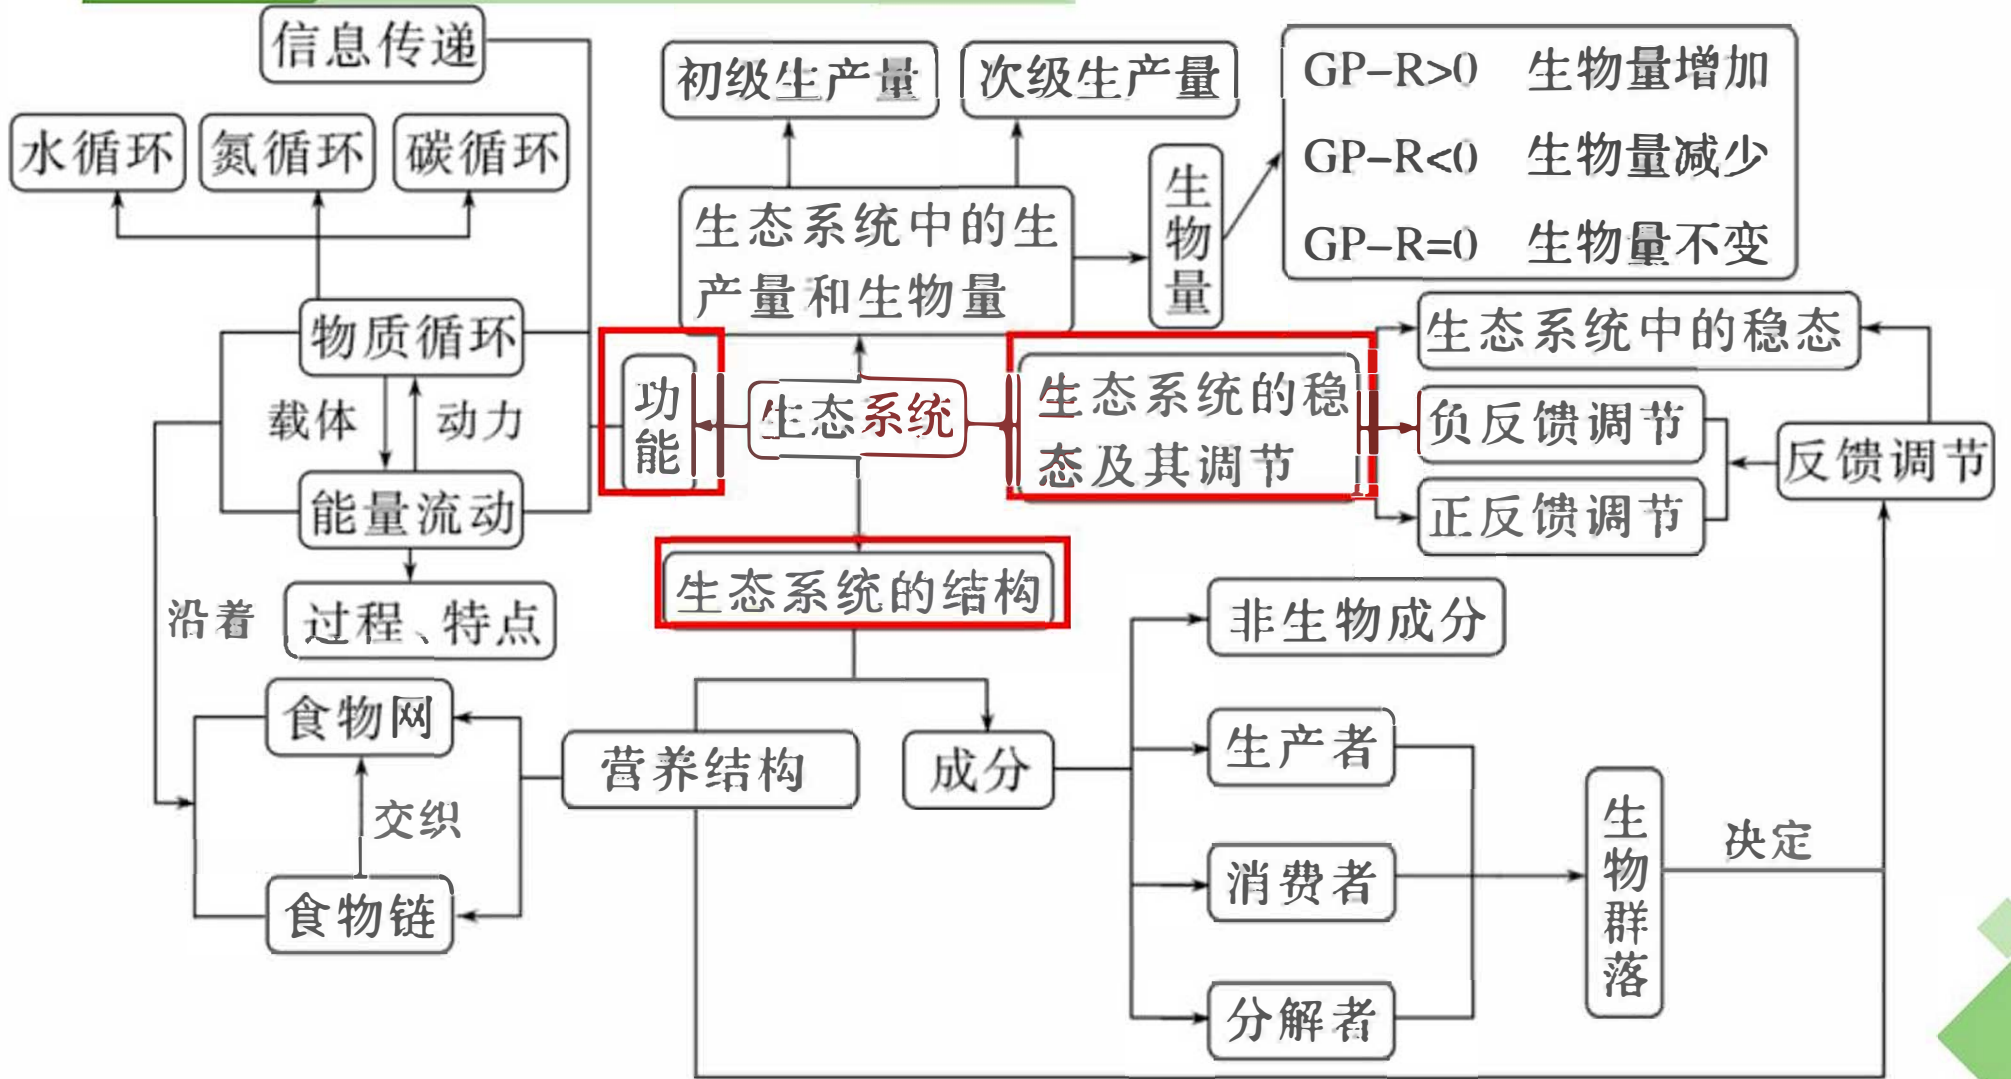 信息传递
初级生产量
次级生产量
GP-R>0 生物量增加
GP-R<0 生物量减少
GP-R=0 生物量不变
水循环
氮循环
碳循环
生物量
生态系统中的生
产量和生物量
物质循环
载体
动力
能量流动
过程、特点
功能
生态系统
生态系统的稳
态及其调节
生态系统中的稳态
负反馈调节
正反馈调节
反馈调节
生态系统的结构
沿着
食物网
交织
食物链
营养结构
成分
非生物成分
生产者
消费者
分解者
生物群落
决定